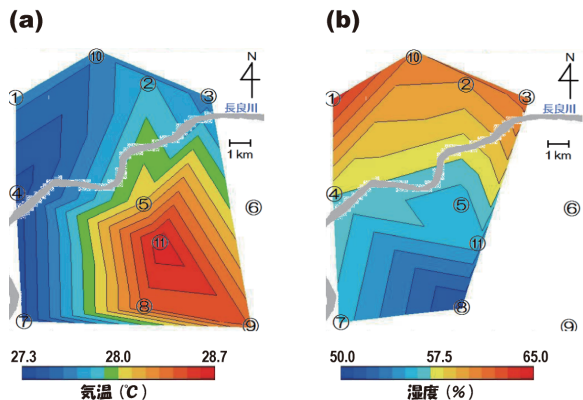 (a)
(b)
⑩
②
③
①
④
⑤
⑥
⑪
⑧
⑦
⑨
N
長良川
1 km
27.3
28.0
28.7
気温 (℃)
⑩
②
③
①
④
⑤
⑥
⑪
⑧
⑦
⑨
N
長良川
1 km
50.0
57.5
65.0
湿度 (%)